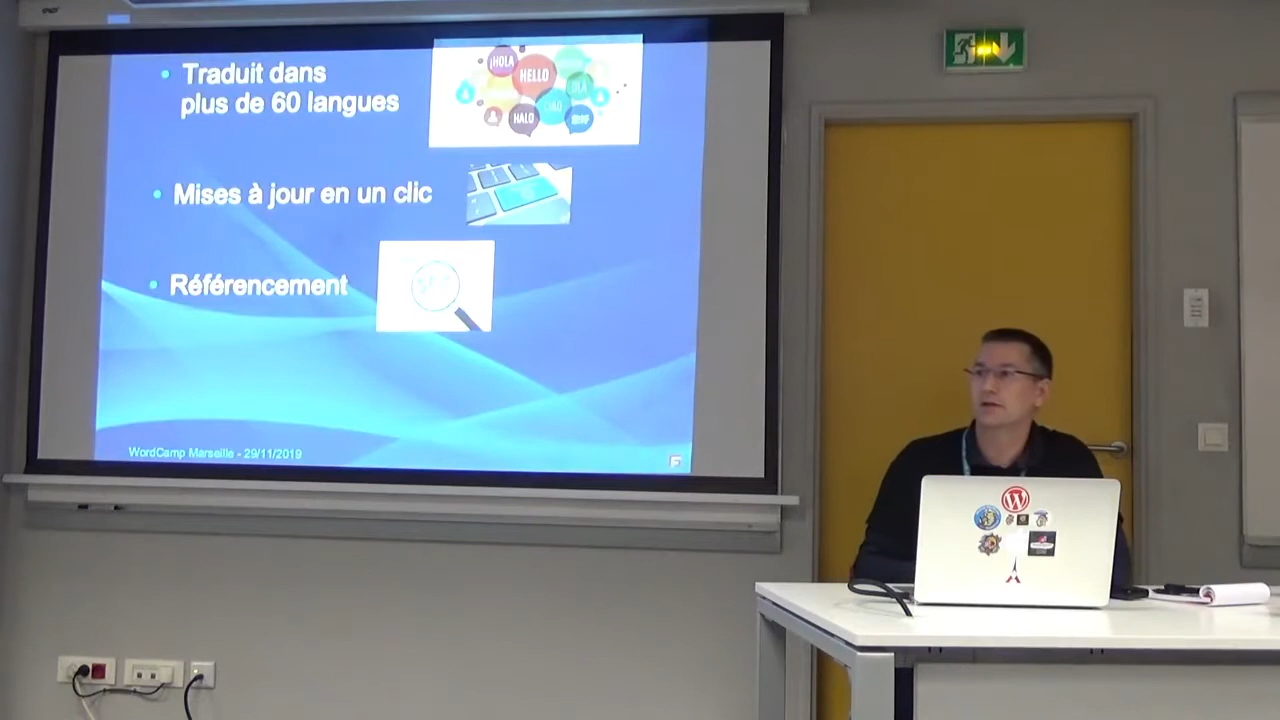 Traduit dans
plus de 60 langues
¡HOLA
HELLO
HALO
Mises à jour en un clic
Référencement
WordCamp Marseille - 29/11/2019
W